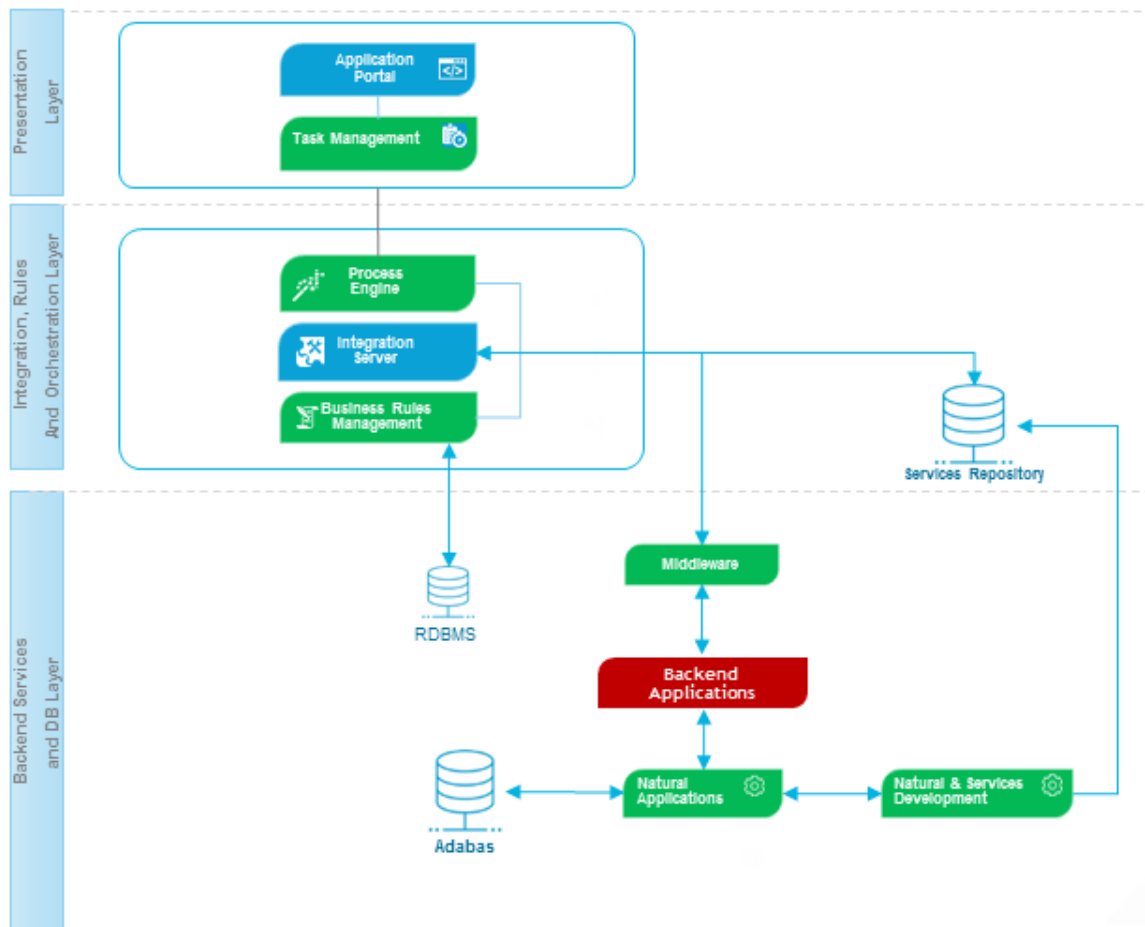 Presentation
Layer
Application
Portal
Task Management
Integration, Rules
And Orchestration Layer
Process
Engine
Integration
Server
Business Rules
Management
Services Repository
Backend Services
and DB Layer
Middleware
RDBMS
Backend
Applications
Adabas
Natural
Applications
Natural & Services
Development